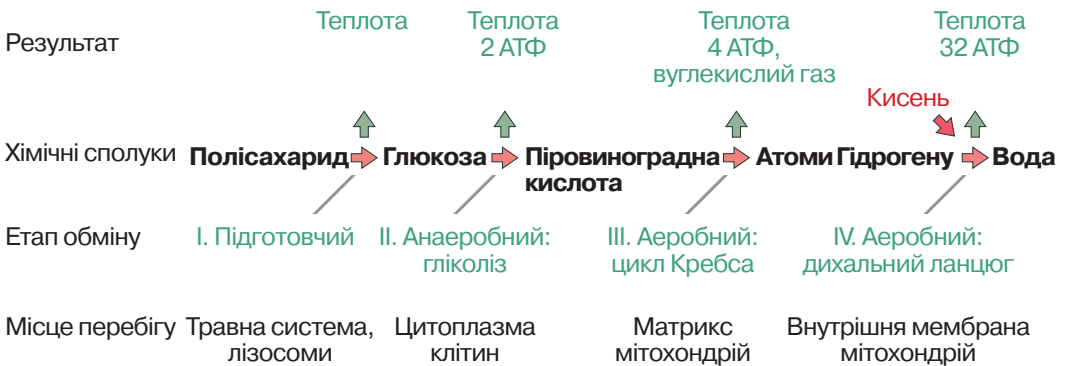 Результат
Теплота
Теплота
2 АТФ
Теплота
4 АТФ,
вуглекислий газ
Теплота
32 АТФ
Кисень
Хімічні сполуки
Полісахарид
Глюкоза
Піровиноградна
кислота
Атоми Гідрогену
Вода
Етап обміну
І. Підготовчий
ІІ. Анаеробний:
гліколіз
ІІІ. Аеробний:
цикл Кребса
IV. Аеробний:
дихальний ланцюг
Місце перебігу
Травна система,
лізосоми
Цитоплазма
клітин
Матрикс
мітохондрій
Внутрішня мембрана
мітохондрій